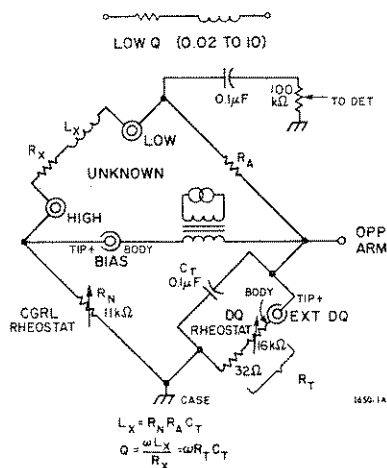 LOW Q (0.02 TO 10)
0.1μF
100
kΩ
TO DET
LX
LOW
RX
RA
UNKNOWN
HIGH
TIP+
BODY
BIAS
OPP
ARM
CT
0.1μF
BODY
TIP+
DQ
RHEOSTAT
EXT DQ
RN
11kΩ
CGRL
RHEOSTAT
16kΩ
32Ω
RT
CASE
1650-1A
LX = RN RA CT
Q = ωLX/RX = ωRT CT